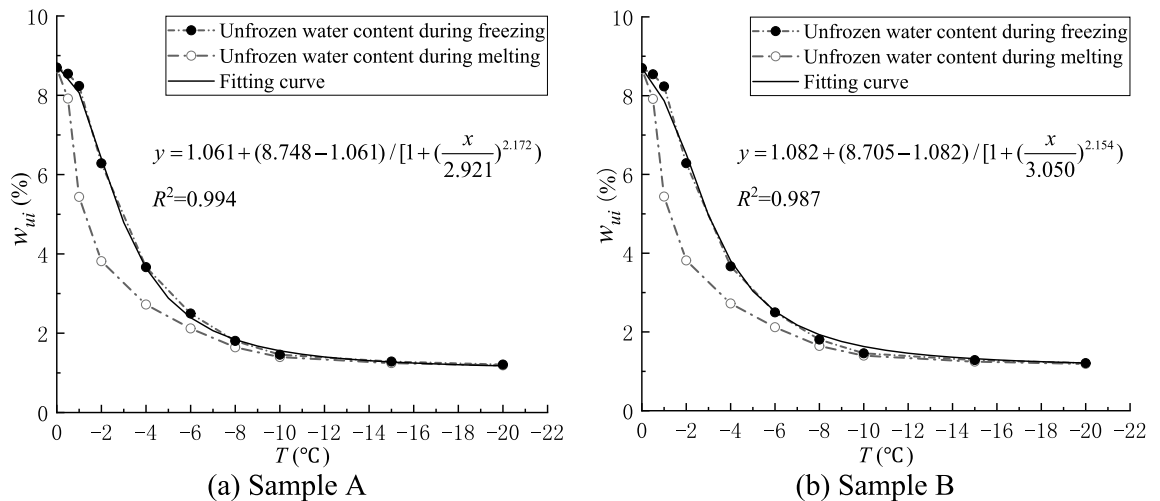 10
8
6
4
2
0
w_{ui} (%)
Unfrozen water content during freezing
Unfrozen water content during melting
Fitting curve
y = 1.061+(8.748−1.061) / [1+(x/2.921)^{2.172})
R²=0.994
0 −2 −4 −6 −8 −10 −12 −14 −16 −18 −20 −22
T (℃)
(a) Sample A
10
8
6
4
2
0
w_{ui} (%)
Unfrozen water content during freezing
Unfrozen water content during melting
Fitting curve
y = 1.082+(8.705−1.082) / [1+(x/3.050)^{2.154})
R²=0.987
0 −2 −4 −6 −8 −10 −12 −14 −16 −18 −20 −22
T (℃)
(b) Sample B